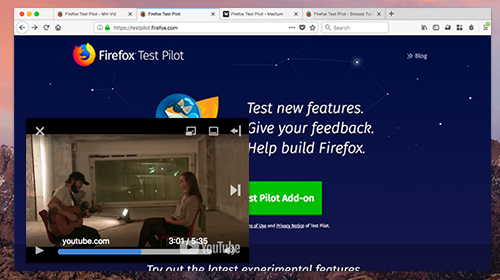 Firefox Test Pilot - Min Vid
Firefox Test Pilot
Firefox Test Pilot – Medium
Firefox Test Pilot - Snooze Tabs
https://testpilot.firefox.com
Search
Firefox Test Pilot
Blog
Test new features.
Give your feedback.
Help build Firefox.
st Pilot Add-on
ms of Use and Privacy Notice of Test Pilot.
youtube.com
3:01 / 5:35
YouTube
Try out the latest experimental features